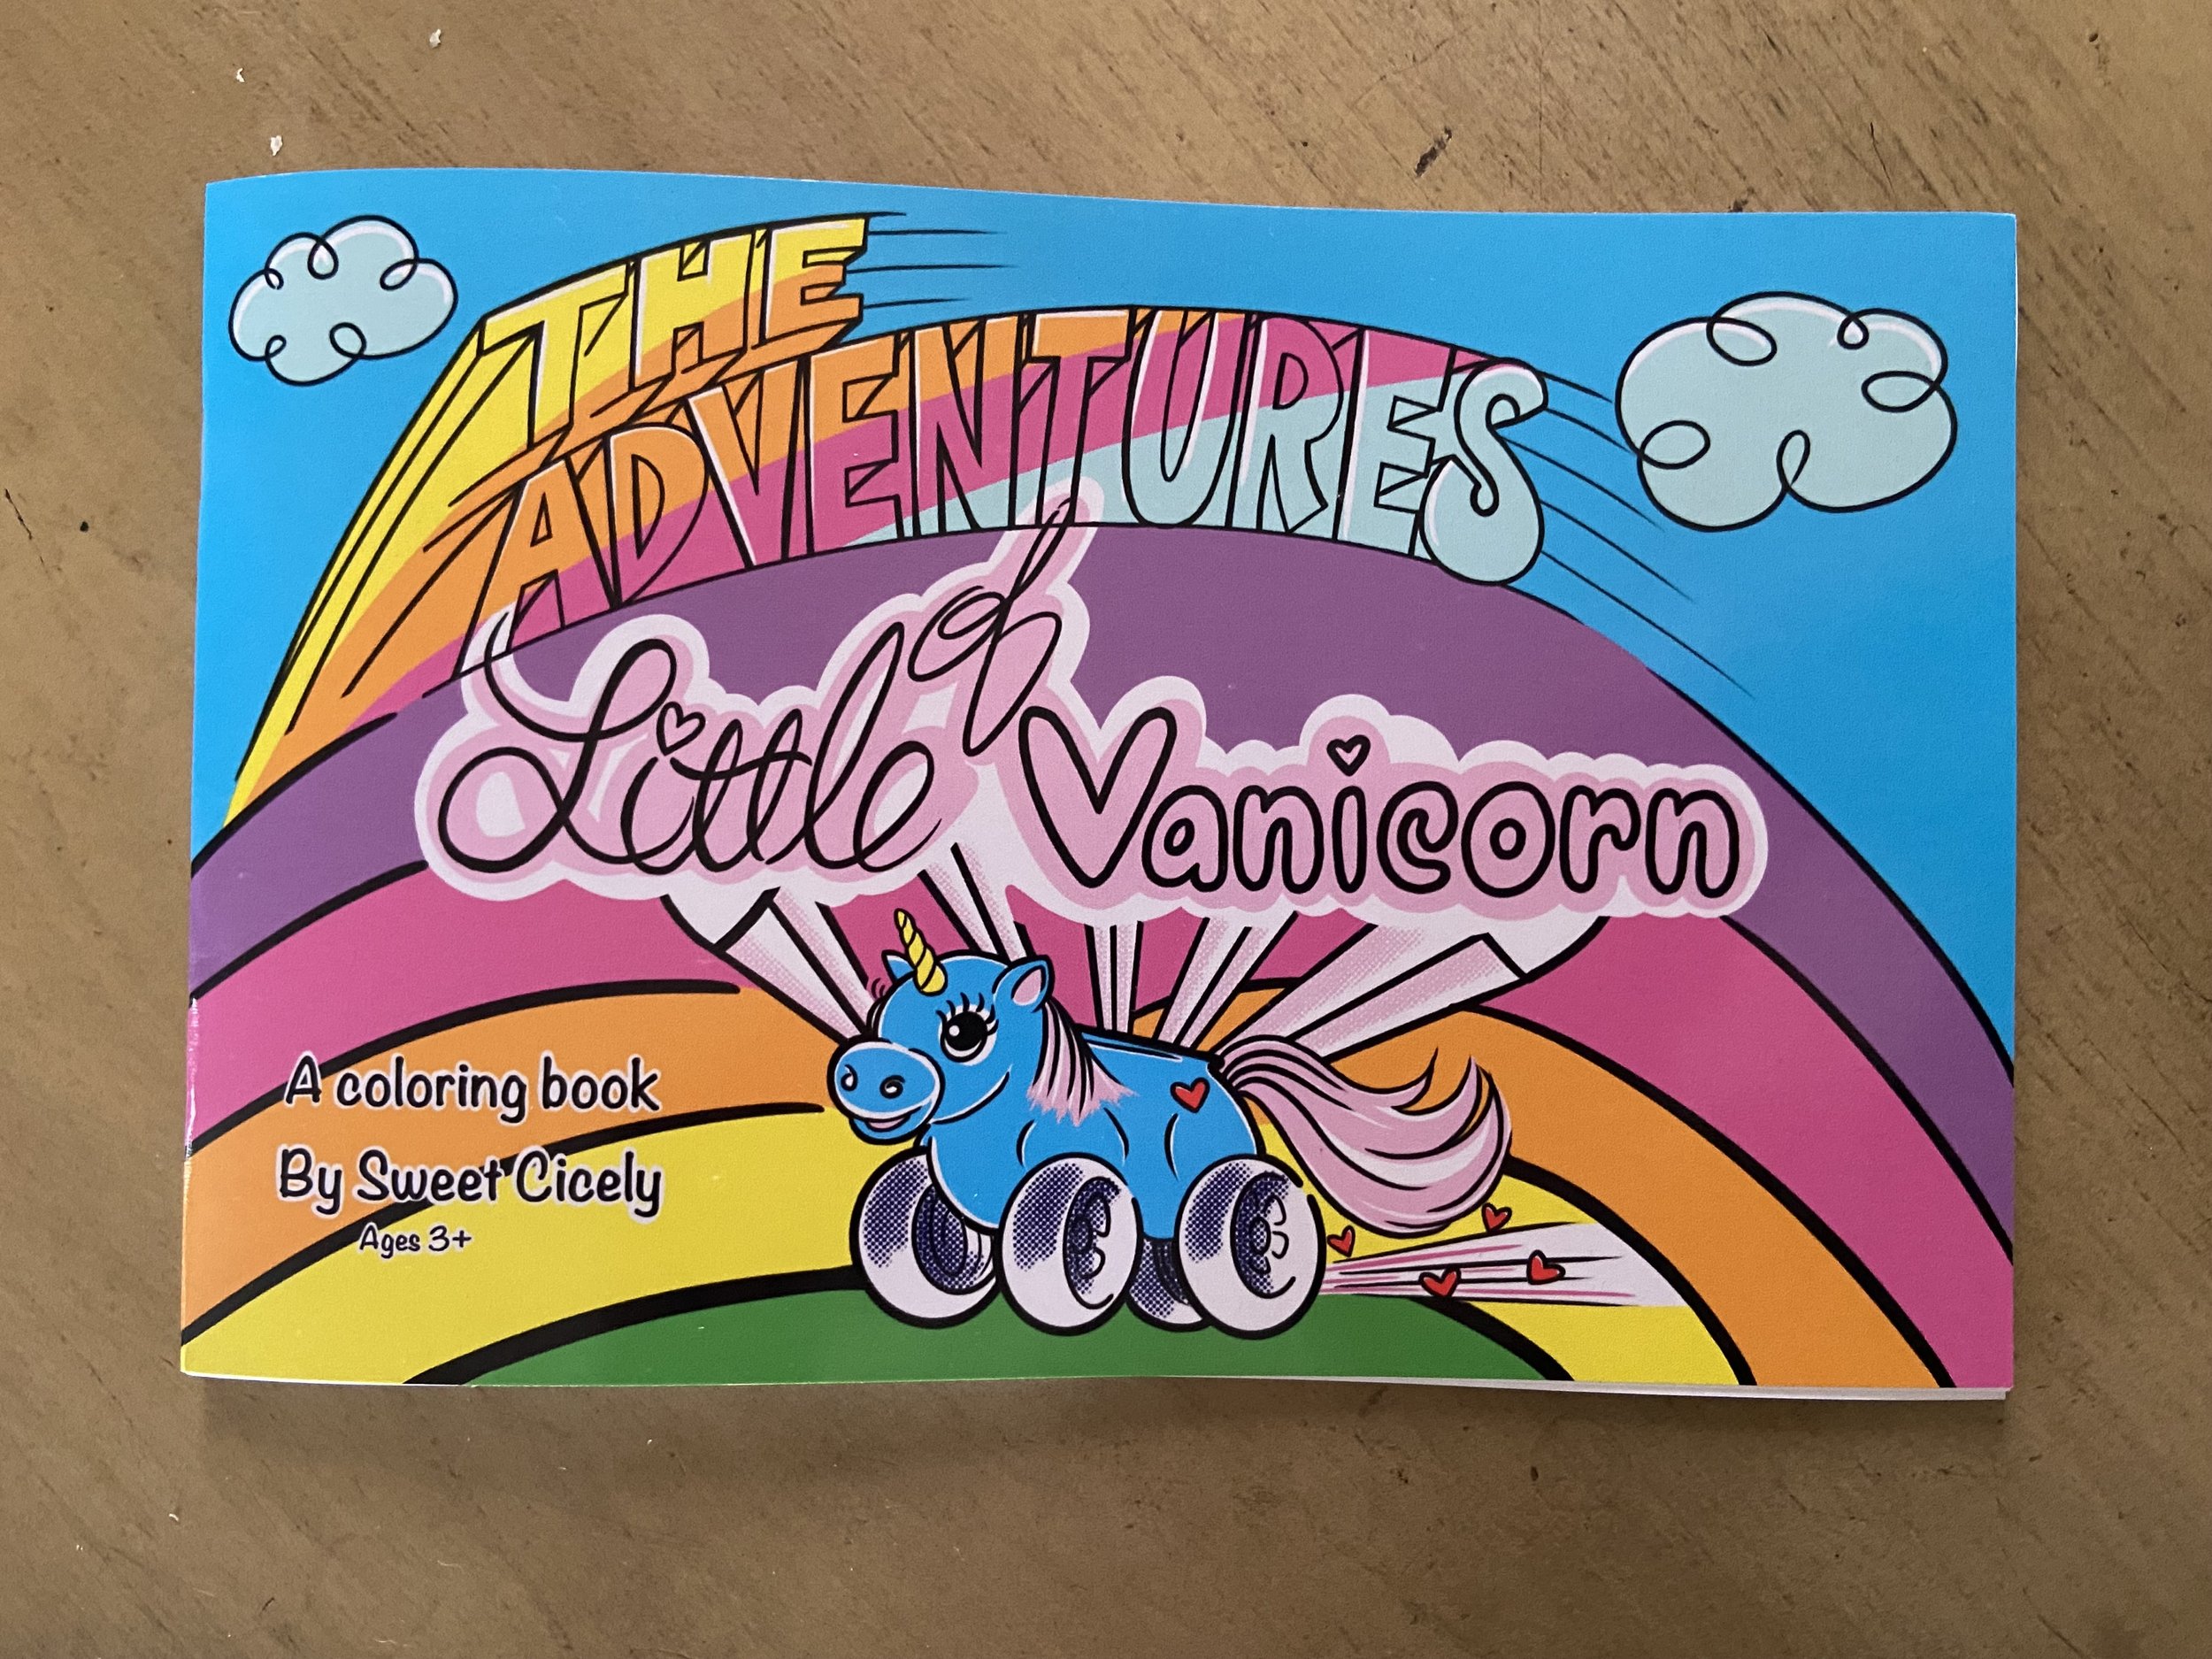 THE
ADVENTURES
of
Little Vanicorn
A coloring book
By Sweet Cicely
Ages 3+